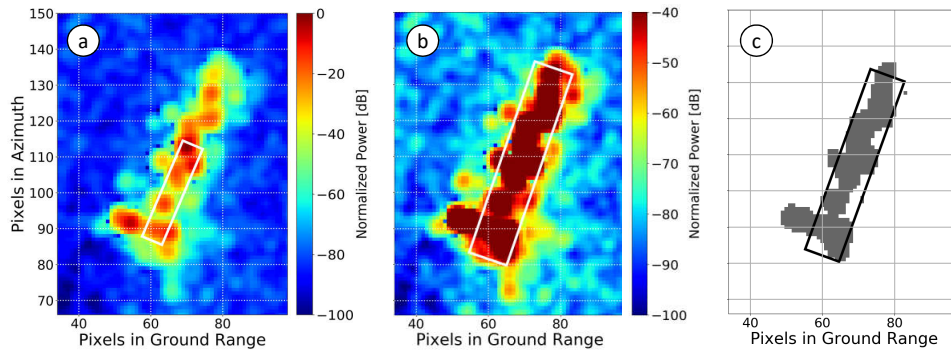 a
b
c
150
140
130
120
110
100
90
80
70
Pixels in Azimuth
40 60 80
Pixels in Ground Range
0
−20
−40
−60
−80
−100
Normalized Power [dB]
40 60 80
Pixels in Ground Range
−40
−50
−60
−70
−80
−90
−100
Normalized Power [dB]
40 60 80
Pixels in Ground Range